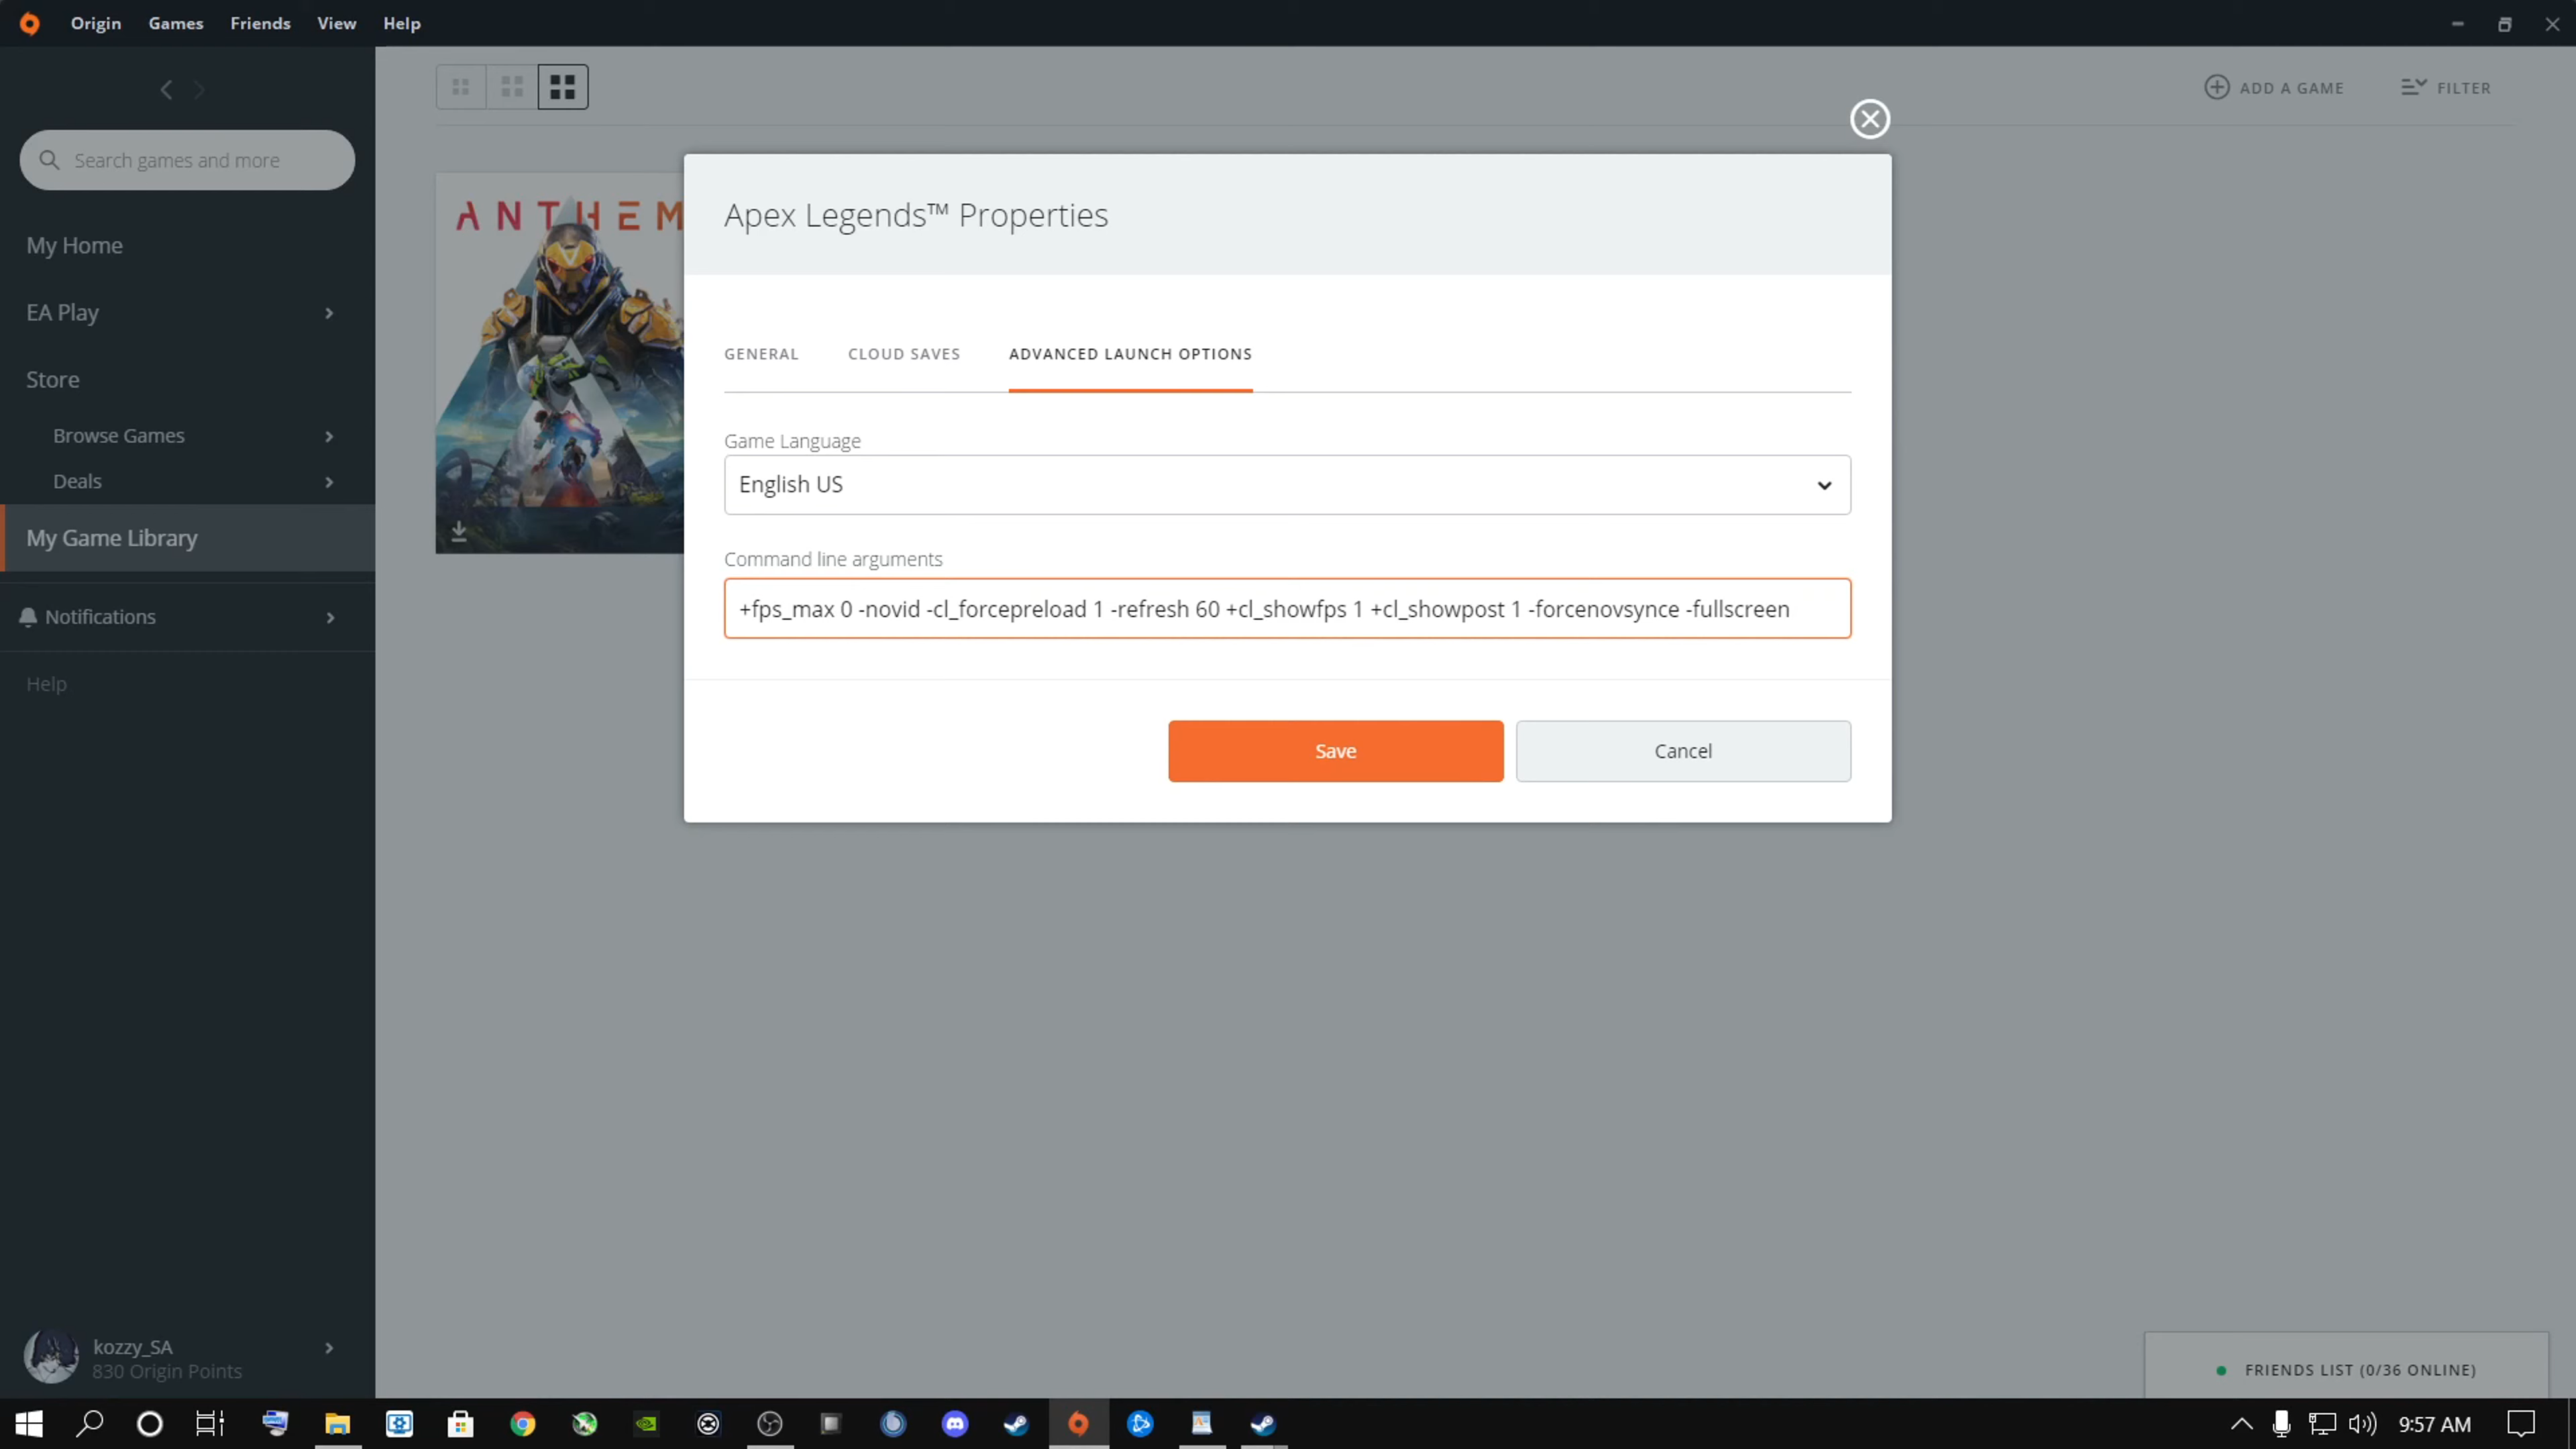 Origin Games Friends View Help
Search games and more
ADD A GAME
FILTER
My Home
EA Play
Store
Browse Games
Deals
My Game Library
Notifications
Help
ANTHEM
Apex Legends™ Properties
GENERAL CLOUD SAVES ADVANCED LAUNCH OPTIONS
Game Language
English US
Command line arguments
+fps_max 0 -novid -cl_forcepreload 1 -refresh 60 +cl_showfps 1 +cl_showpost 1 -forcenovsynce -fullscreen
Save Cancel
kozzy_SA
830 Origin Points
FRIENDS LIST (0/36 ONLINE)
9:57 AM